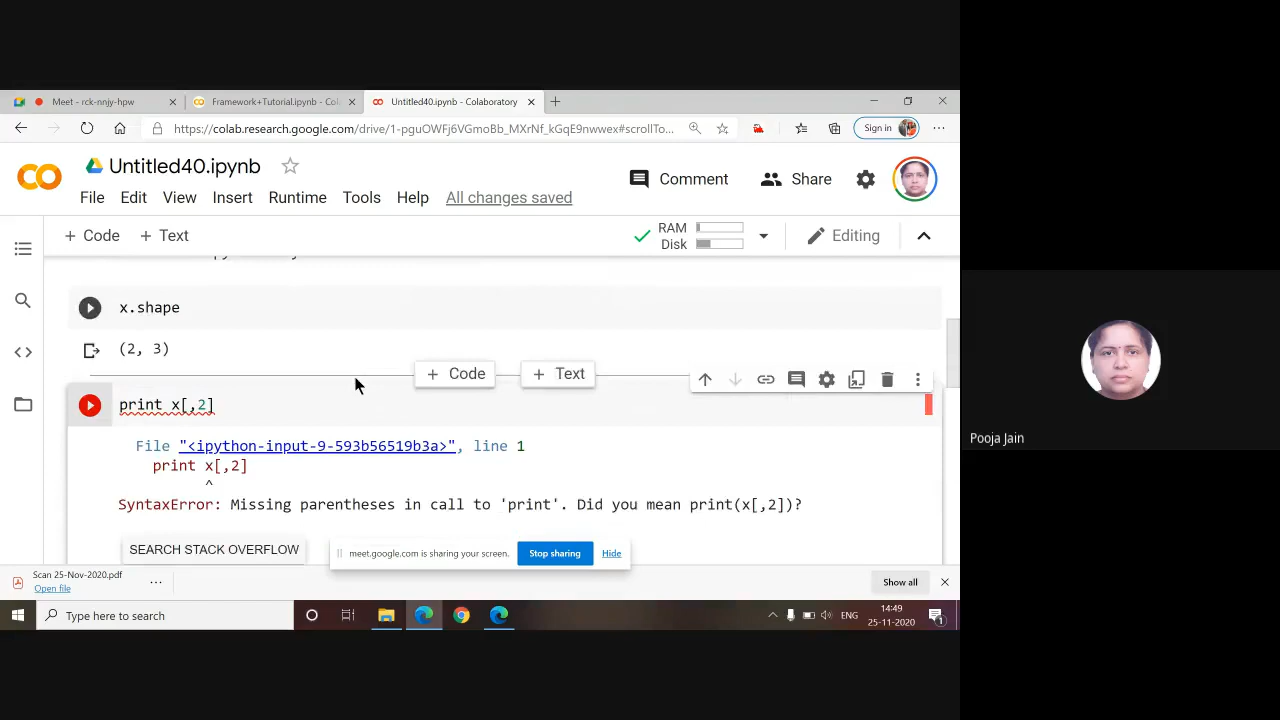 Meet - rck-nnjy-hpw
Framework+Tutorial.ipynb - Col
Untitled40.ipynb - Colaboratory
https://colab.research.google.com/drive/1-pguOWFj6VGmoBb_MXrNf_kGqE9nwwex#scrollTo...
Sign in
CO
Untitled40.ipynb
Comment
Share
File Edit View Insert Runtime Tools Help All changes saved
+ Code + Text
RAM
Disk
Editing
x.shape
(2, 3)
+ Code + Text
print x[,2]
File "<ipython-input-9-593b56519b3a>", line 1
print x[,2]
^
SyntaxError: Missing parentheses in call to 'print'. Did you mean print(x[,2])?
SEARCH STACK OVERFLOW
meet.google.com is sharing your screen. Stop sharing Hide
Scan 25-Nov-2020.pdf
Open file
Show all
Type here to search
ENG
14:49
25-11-2020
1
Pooja Jain